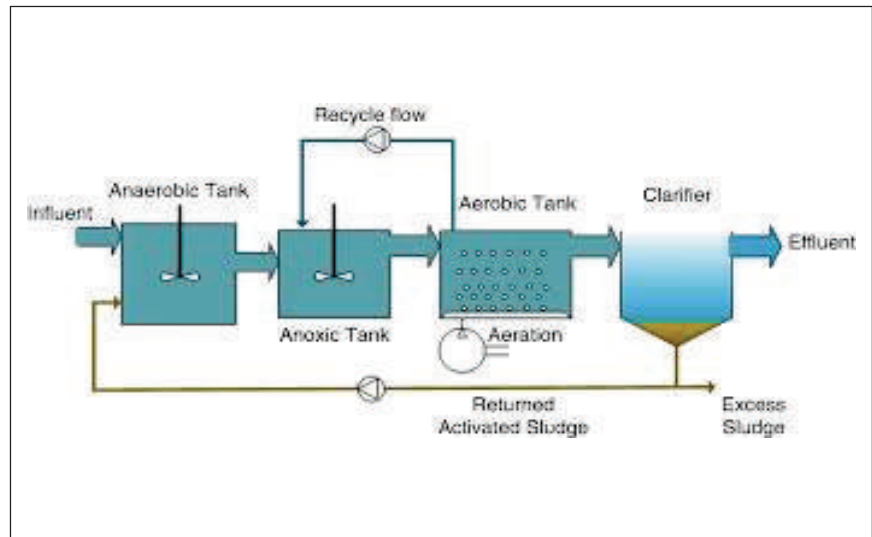 Recycle flow
Anaerobic Tank
Aerobic Tank
Clarifier
Influent
Effluent
Anoxic Tank
Aeration
Returned
Activated Sludge
Excess
Sludge